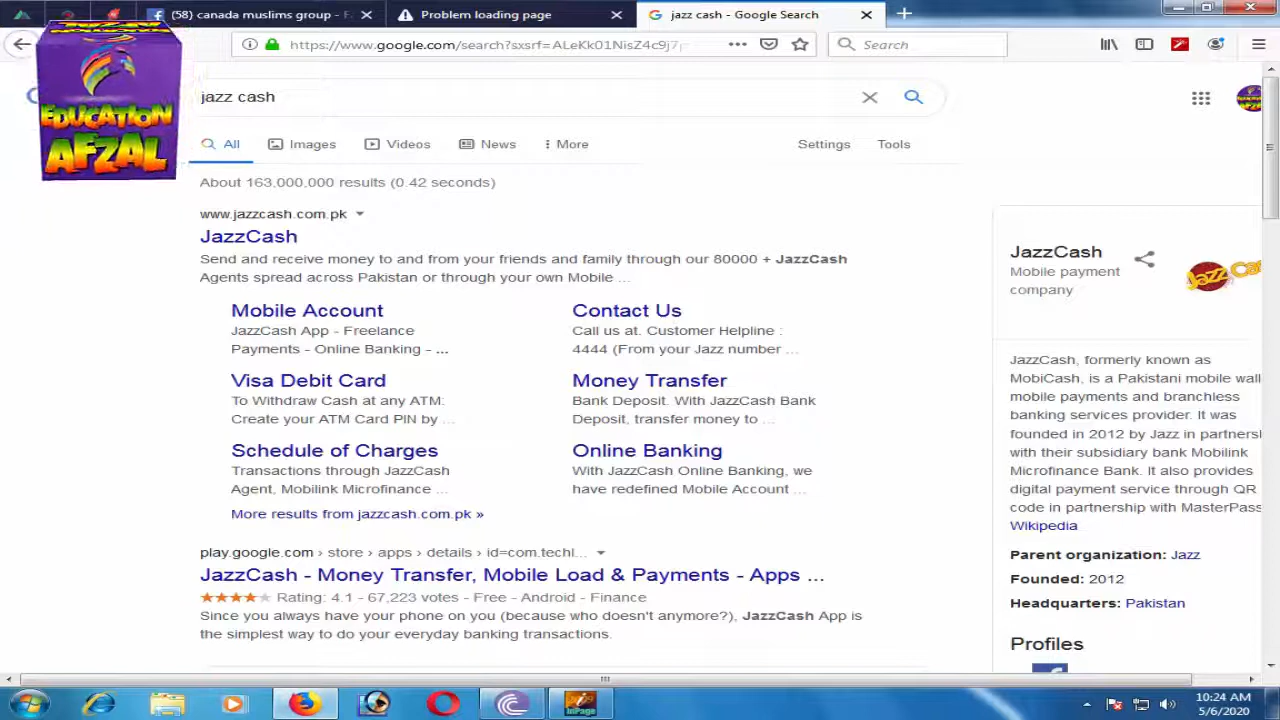 (58) canada muslims group - F
Problem loading page
jazz cash - Google Search
https://www.google.com/search?sxsrf=ALeKk01NisZ4c9j7
Search
EDUCATION
AFZAL
jazz cash
All
Images
Videos
News
More
Settings
Tools
About 163,000,000 results (0.42 seconds)
www.jazzcash.com.pk
JazzCash
Send and receive money to and from your friends and family through our 80000 + JazzCash
Agents spread across Pakistan or through your own Mobile ...
Mobile Account
JazzCash App - Freelance
Payments - Online Banking - ...
Contact Us
Call us at. Customer Helpline :
4444 (From your Jazz number ...
Visa Debit Card
To Withdraw Cash at any ATM:
Create your ATM Card PIN by ...
Money Transfer
Bank Deposit. With JazzCash Bank
Deposit, transfer money to ...
Schedule of Charges
Transactions through JazzCash
Agent, Mobilink Microfinance ...
Online Banking
With JazzCash Online Banking, we
have redefined Mobile Account ...
More results from jazzcash.com.pk »
play.google.com › store › apps › details › id=com.techl...
JazzCash - Money Transfer, Mobile Load & Payments - Apps ...
Rating: 4.1 - 67,223 votes - Free - Android - Finance
Since you always have your phone on you (because who doesn't anymore?), JazzCash App is
the simplest way to do your everyday banking transactions.
JazzCash
Mobile payment
company
Jazz Ca
JazzCash, formerly known as
MobiCash, is a Pakistani mobile wall
mobile payments and branchless
banking services provider. It was
founded in 2012 by Jazz in partners
with their subsidiary bank Mobilink
Microfinance Bank. It also provides
digital payment service through QR
code in partnership with MasterPass
Wikipedia
Parent organization: Jazz
Founded: 2012
Headquarters: Pakistan
Profiles
InPage
10:24 AM
5/6/2020